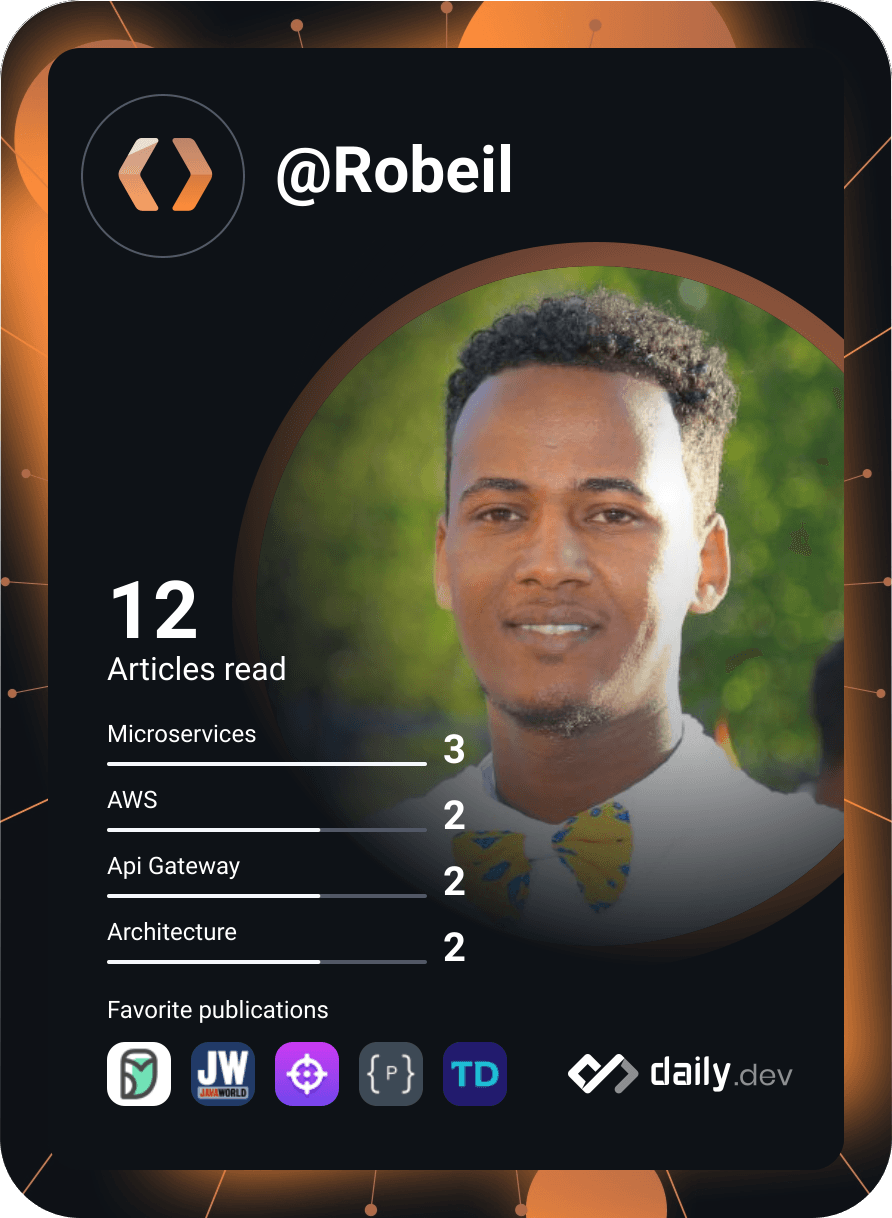 @Robeil
12
Articles read
Microservices
3
AWS
2
Api Gateway
2
Architecture
2
Favorite publications
JW
JAVAWORLD
{P}
TD
daily.dev